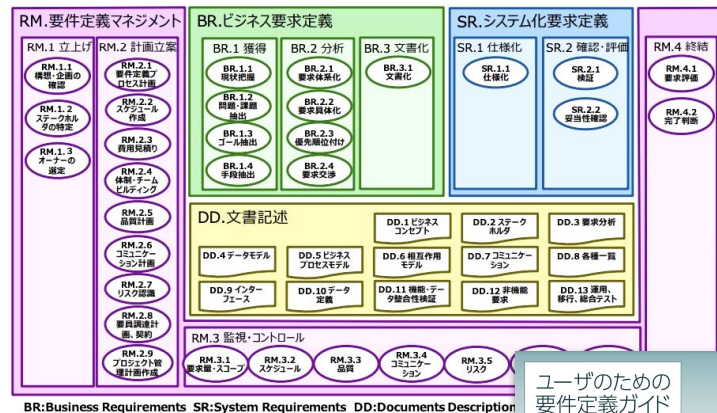 RM.要件定義マネジメント
RM.1 立上げ
RM.1.1
構想・企画の
確認
RM.1.2
ステークホル
ダの特定
RM.1.3
オーナーの
選定
RM.2 計画立案
RM.2.1
要件定義プ
ロセス計画
RM.2.2
スケジュール
作成
RM.2.3
費用見積り
RM.2.4
体制・チーム
ビルディング
RM.2.5
品質計画
RM.2.6
コミュニケー
ション計画
RM.2.7
リスク認識
RM.2.8
要員調達計
画、契約
RM.2.9
プロジェクト管
理計画作成
BR.ビジネス要求定義
BR.1 獲得
BR.1.1
現状把握
BR.1.2
問題・課題
抽出
BR.1.3
ゴール抽出
BR.1.4
手段抽出
BR.2 分析
BR.2.1
要求体系化
BR.2.2
要求具体化
BR.2.3
優先順位付け
BR.2.4
要求交渉
BR.3 文書化
BR.3.1
文書化
SR.システム化要求定義
SR.1 仕様化
SR.1.1
仕様化
SR.2 確認・評価
SR.2.1
検証
SR.2.2
妥当性確認
RM.4 終結
RM.4.1
要求評価
RM.4.2
完了判断
DD.文書記述
DD.1 ビジネス
コンセプト
DD.2 ステーク
ホルダ
DD.3 要求分析
DD.4 データモデル
DD.5 ビジネス
プロセスモデル
DD.6 相互作用
モデル
DD.7 コミュニケー
ション
DD.8 各種一覧
DD.9 インター
フェース
DD.10 データ
定義
DD.11 機能・デー
タ整合性検証
DD.12 非機能
要求
DD.13 運用、
移行、総合テスト
RM.3 監視・コントロール
RM.3.1
要求量・スコープ
RM.3.2
スケジュール
RM.3.3
品質
RM.3.4
コミュニケー
ション
RM.3.5
リスク
BR:Business Requirements SR:System Requirements DD:Documents Description
ユーザのための
要件定義ガイド